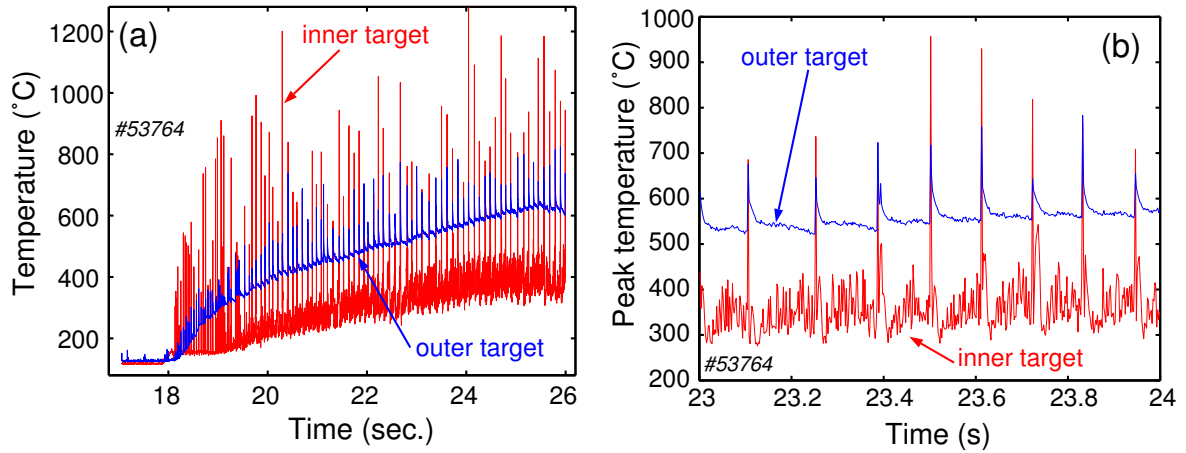 (a)
inner target
#53764
outer target
Temperature (˚C)
1200
1000
800
600
400
200
18
20
22
24
26
Time (sec.)
(b)
outer target
inner target
#53764
Peak temperature (˚C)
1000
900
800
700
600
500
400
300
200
23
23.2
23.4
23.6
23.8
24
Time (s)